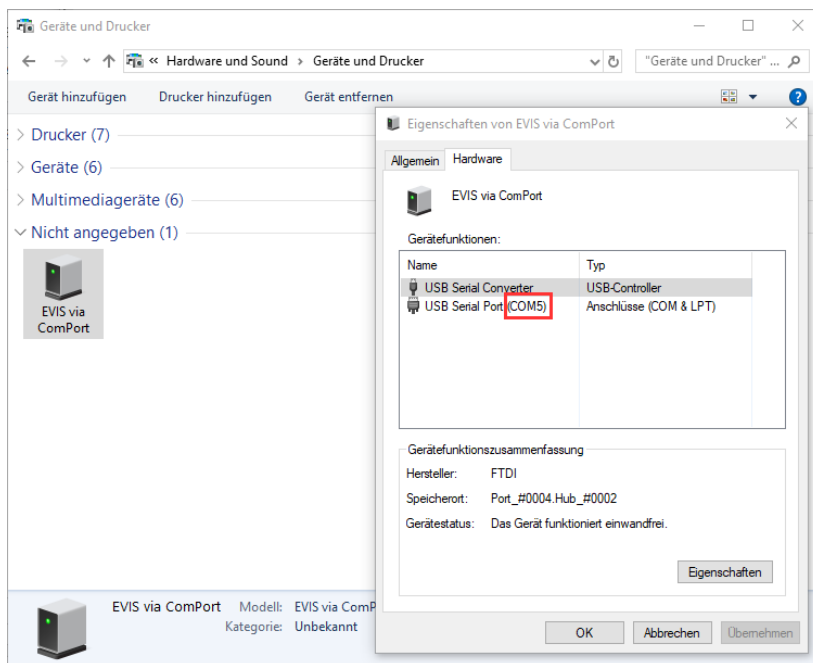 Geräte und Drucker
« Hardware und Sound > Geräte und Drucker
"Geräte und Drucker" ...
Gerät hinzufügen Drucker hinzufügen Gerät entfernen
Drucker (7)
Geräte (6)
Multimediageräte (6)
Nicht angegeben (1)
EVIS via
ComPort
Eigenschaften von EVIS via ComPort
Allgemein Hardware
EVIS via ComPort
Gerätefunktionen:
Name Typ
USB Serial Converter USB-Controller
USB Serial Port (COM5) Anschlüsse (COM & LPT)
Gerätefunktionszusammenfassung
Hersteller: FTDI
Speicherort: Port_#0004.Hub_#0002
Gerätestatus: Das Gerät funktioniert einwandfrei.
Eigenschaften
OK Abbrechen Übernehmen
EVIS via ComPort Modell: EVIS via ComP
Kategorie: Unbekannt